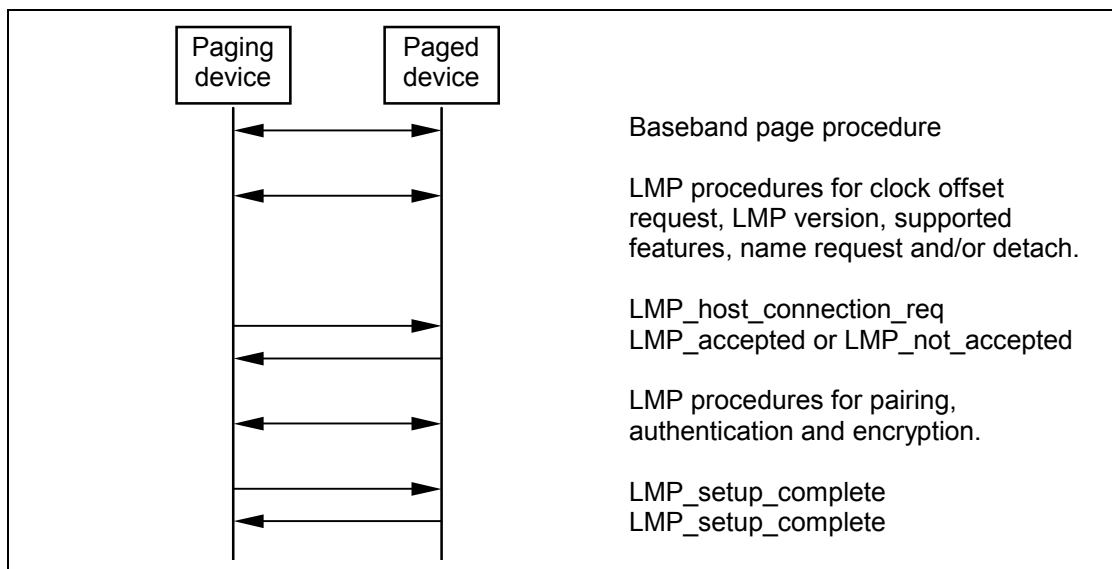 Paging
device
Paged
device
Baseband page procedure
LMP procedures for clock offset
request, LMP version, supported
features, name request and/or detach.
LMP_host_connection_req
LMP_accepted or LMP_not_accepted
LMP procedures for pairing,
authentication and encryption.
LMP_setup_complete
LMP_setup_complete